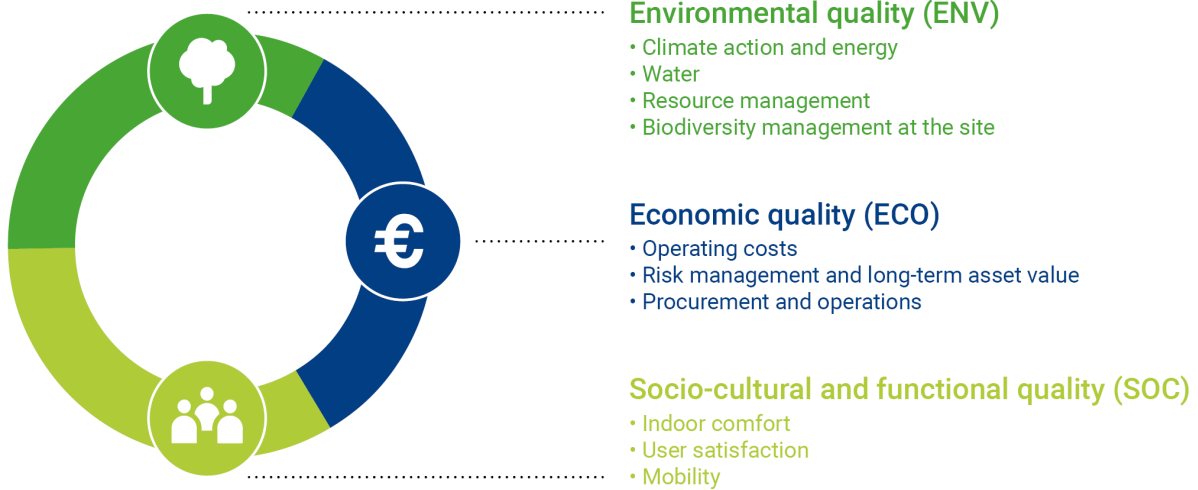 Environmental quality (ENV)
• Climate action and energy
• Water
• Resource management
• Biodiversity management at the site
€
Economic quality (ECO)
• Operating costs
• Risk management and long-term asset value
• Procurement and operations
Socio-cultural and functional quality (SOC)
• Indoor comfort
• User satisfaction
• Mobility